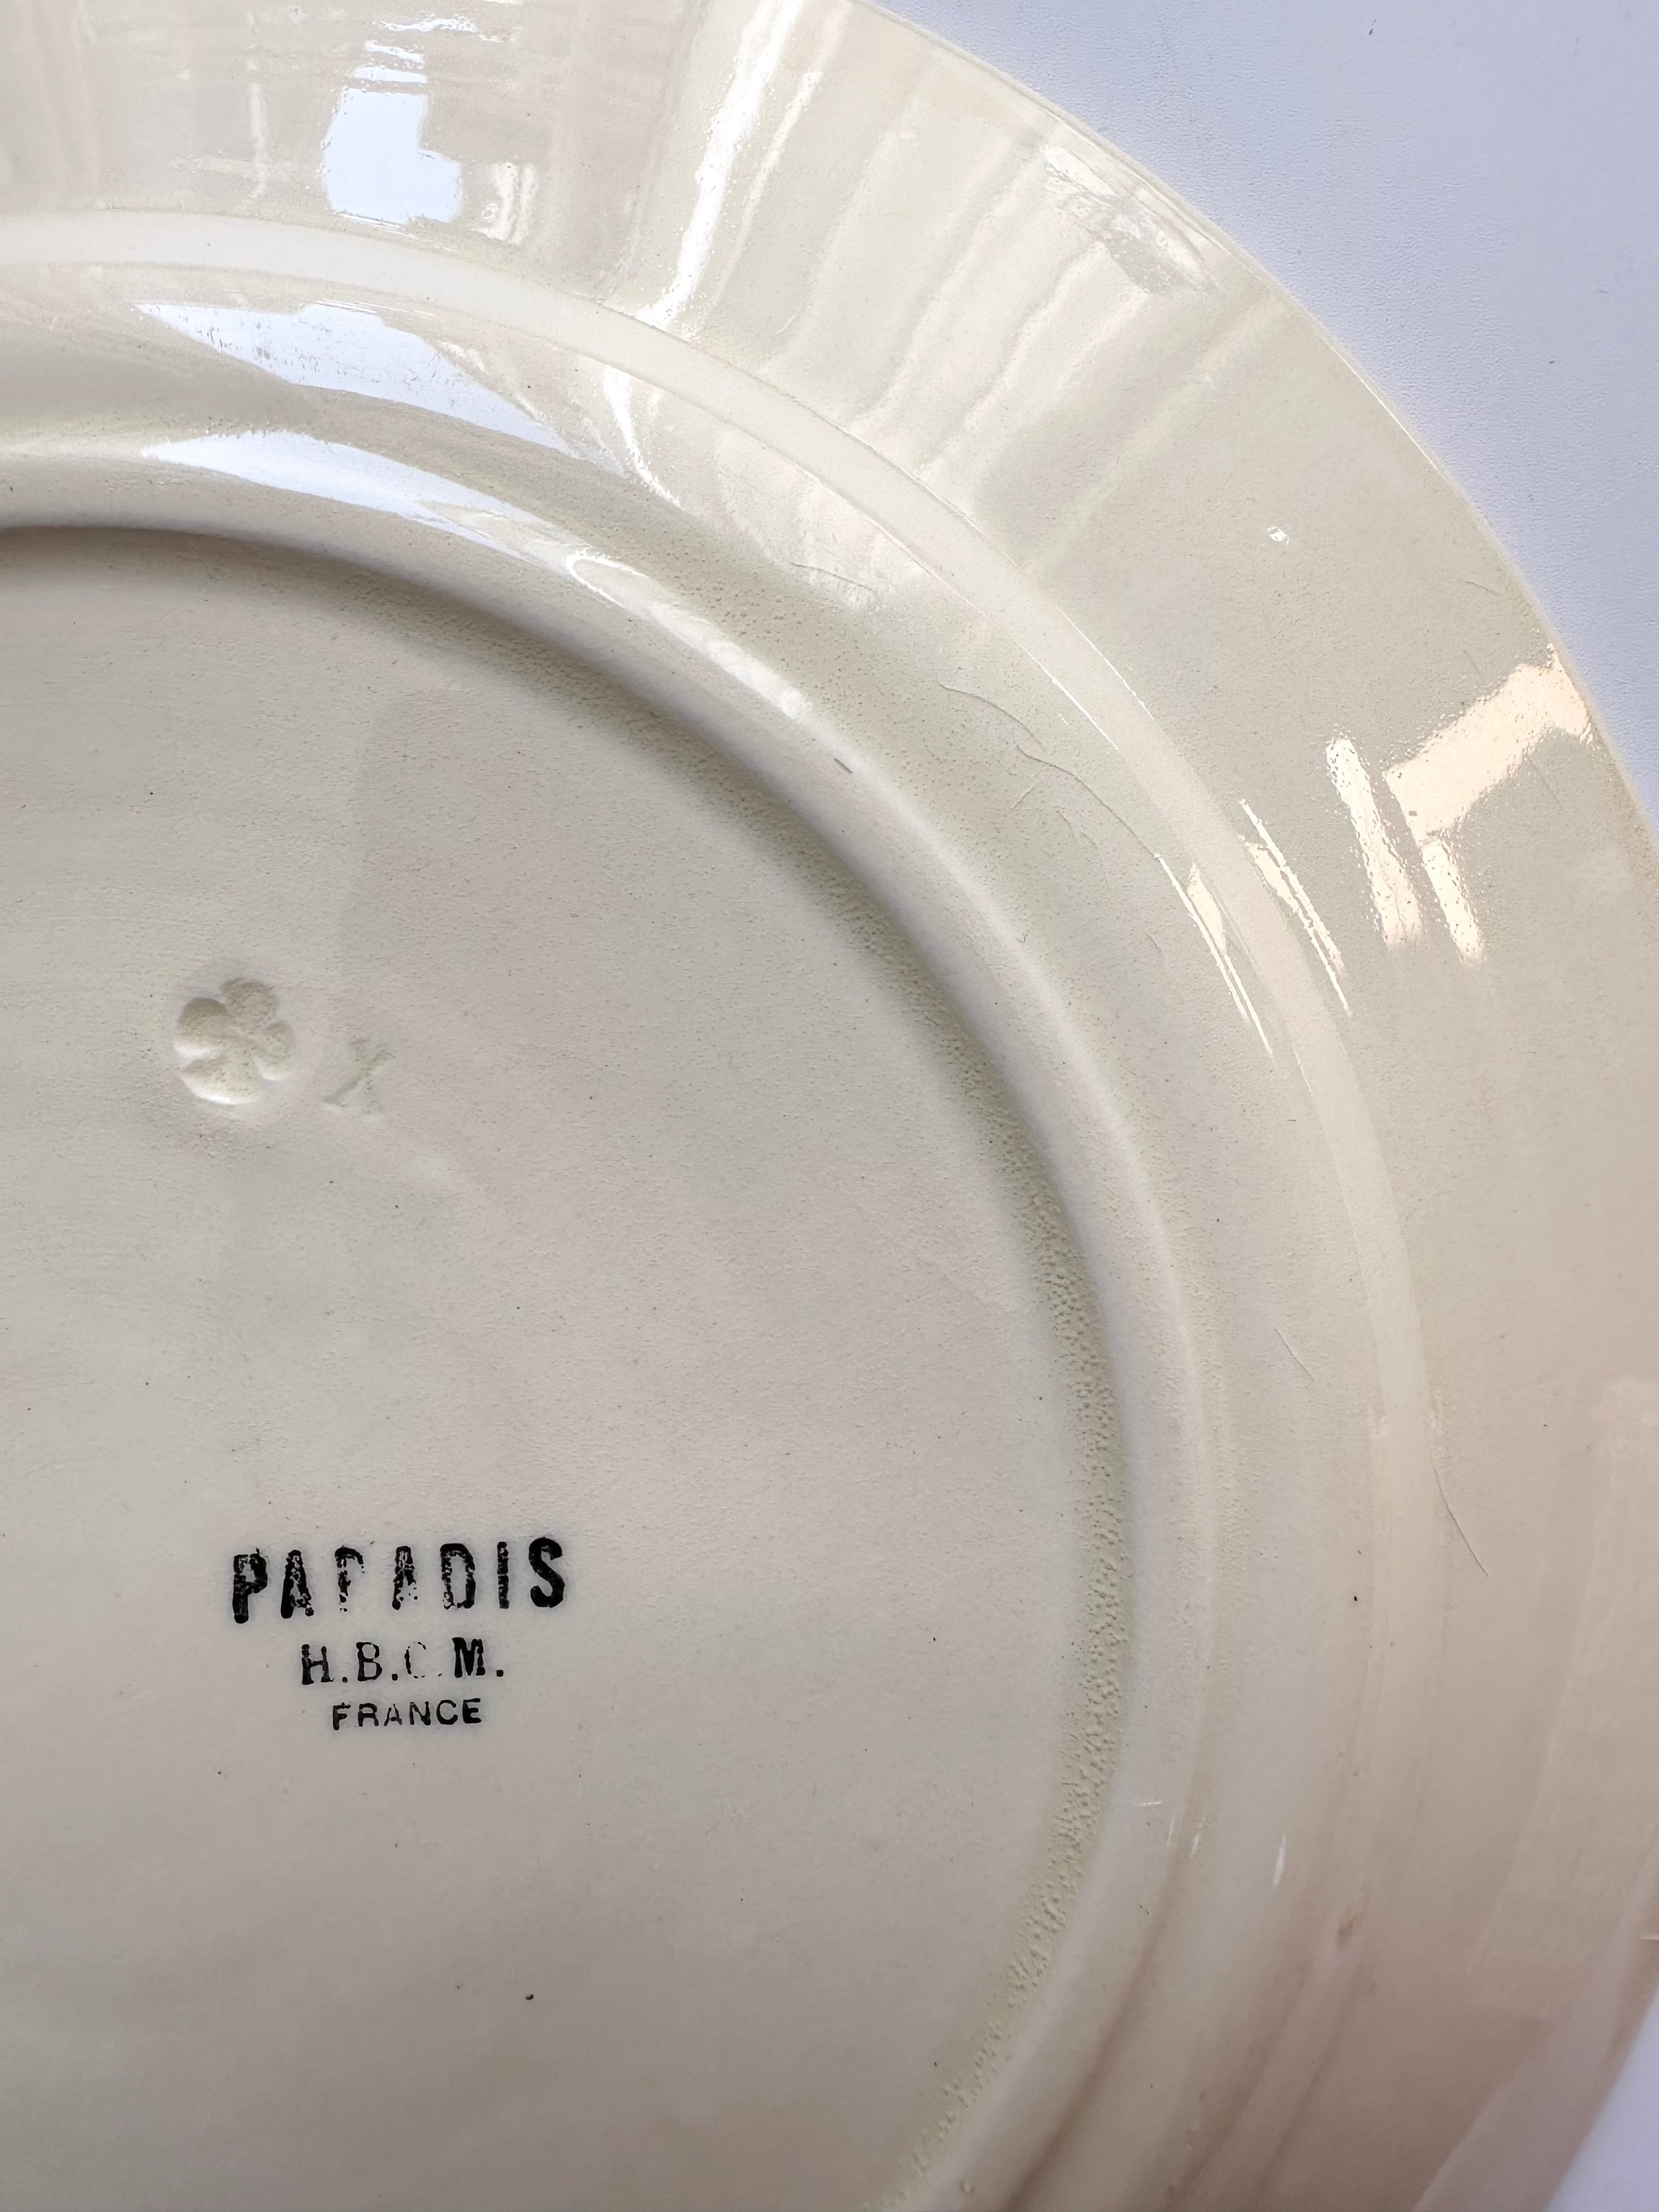 X
PARADIS
H.B.C.M.
FRANCE